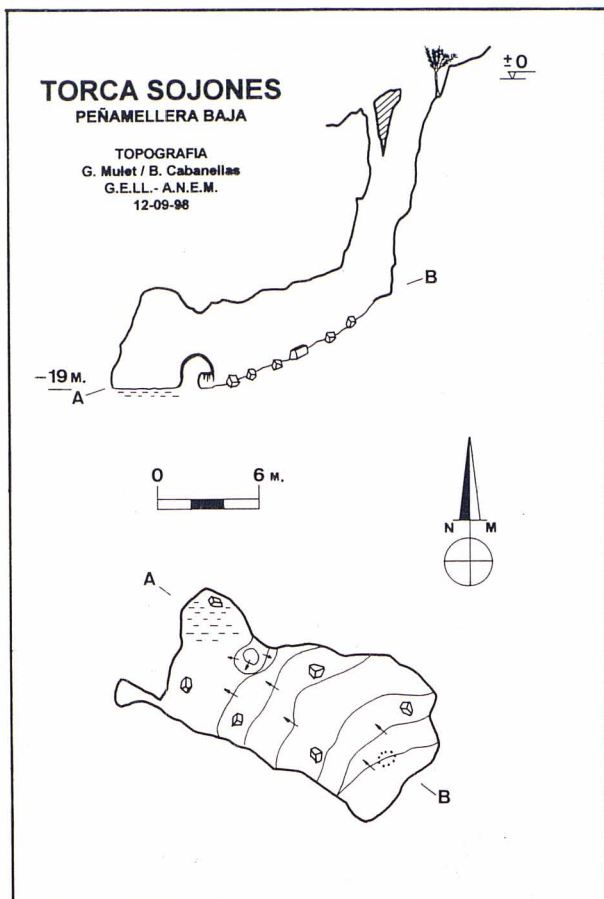 TORCA SOJONES
PEÑAMELLERA BAJA
TOPOGRAFIA
G. Mulet / B. Cabanellas
G.E.LL.- A.N.E.M.
12-09-98
±0
B
-19 M.
A
0 6 M.
N M
A
B